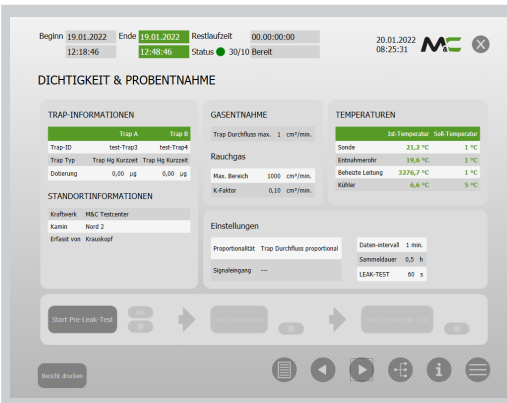 Beginn 19.01.2022 Ende 19.01.2022 Restlaufzeit 00.00:00:00
12:18:46 12:48:46 Status 30/10 Bereit
20.01.2022
08:25:31
M&C
DICHTIGKEIT & PROBENTNAHME
TRAP-INFORMATIONEN
Trap A Trap B
Trap-ID test-Trap3 test-Trap4
Trap Typ Trap Hg Kurzzeit Trap Hg Kurzzeit
Dotierung 0,00 µg 0,00 µg
STANDORTINFORMATIONEN
Kraftwerk M&C Testcenter
Kamin Nord 2
Erfasst von Krauskopf
GASENTNAHME
Trap Durchfluss max. 1 cm³/min.
Rauchgas
Max. Bereich 1000 cm³/min.
K-Faktor 0,10 cm³/min.
TEMPERATUREN
Ist-Temperatur Soll-Temperatur
Sonde 21,2 °C 1 °C
Entnahmerohr 19,6 °C 1 °C
Beheizte Leitung 3276,7 °C 1 °C
Kühler 6,6 °C 5 °C
Einstellungen
Proportionalität Trap Durchfluss proportional
Signaleingang ---
Daten-intervall 1 min.
Sammeldauer 0,5 h
LEAK-TEST 60 s
Start Pre-Leak-Test
Bericht drucken